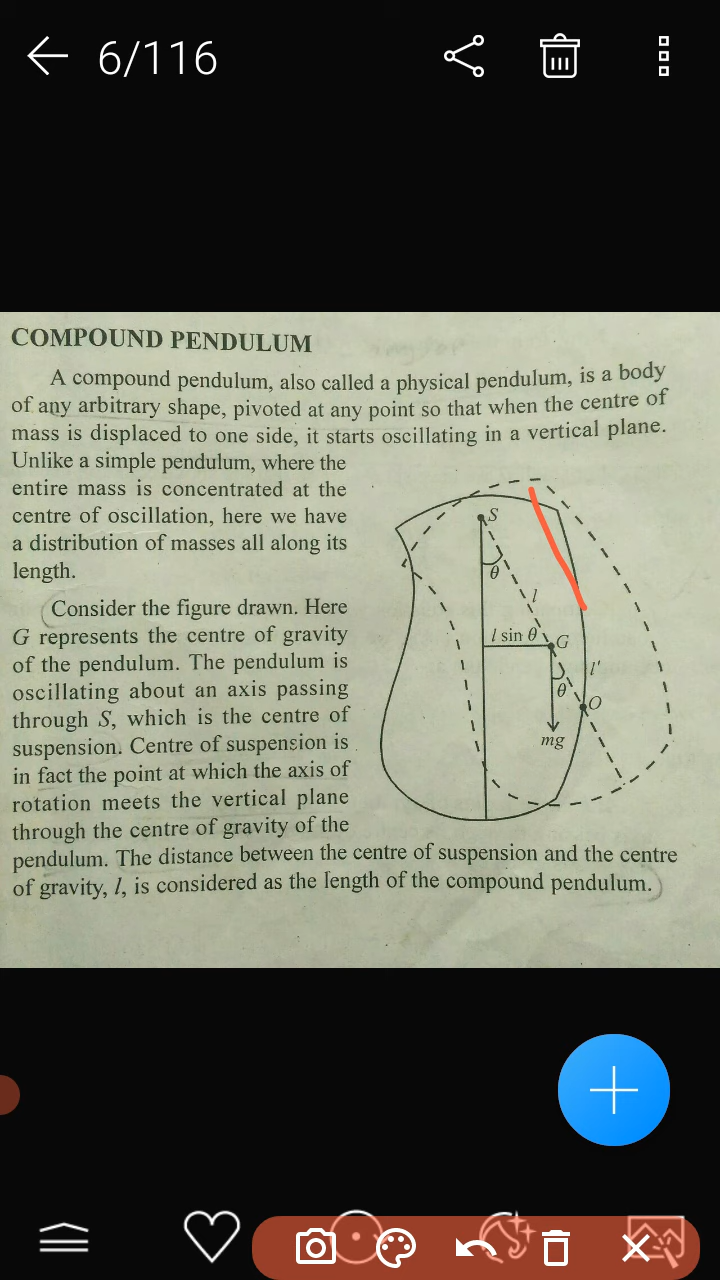 6/116
COMPOUND PENDULUM
A compound pendulum, also called a physical pendulum, is a body
of any arbitrary shape, pivoted at any point so that when the centre of
mass is displaced to one side, it starts oscillating in a vertical plane.
Unlike a simple pendulum, where the
entire mass is concentrated at the
centre of oscillation, here we have
a distribution of masses all along its
length.
Consider the figure drawn. Here
G represents the centre of gravity
of the pendulum. The pendulum is
oscillating about an axis passing
through S, which is the centre of
suspension. Centre of suspension is
in fact the point at which the axis of
rotation meets the vertical plane
through the centre of gravity of the
pendulum. The distance between the centre of suspension and the centre
of gravity, l, is considered as the length of the compound pendulum.
S
θ
l
l sin θ
G
l'
θ
O
mg